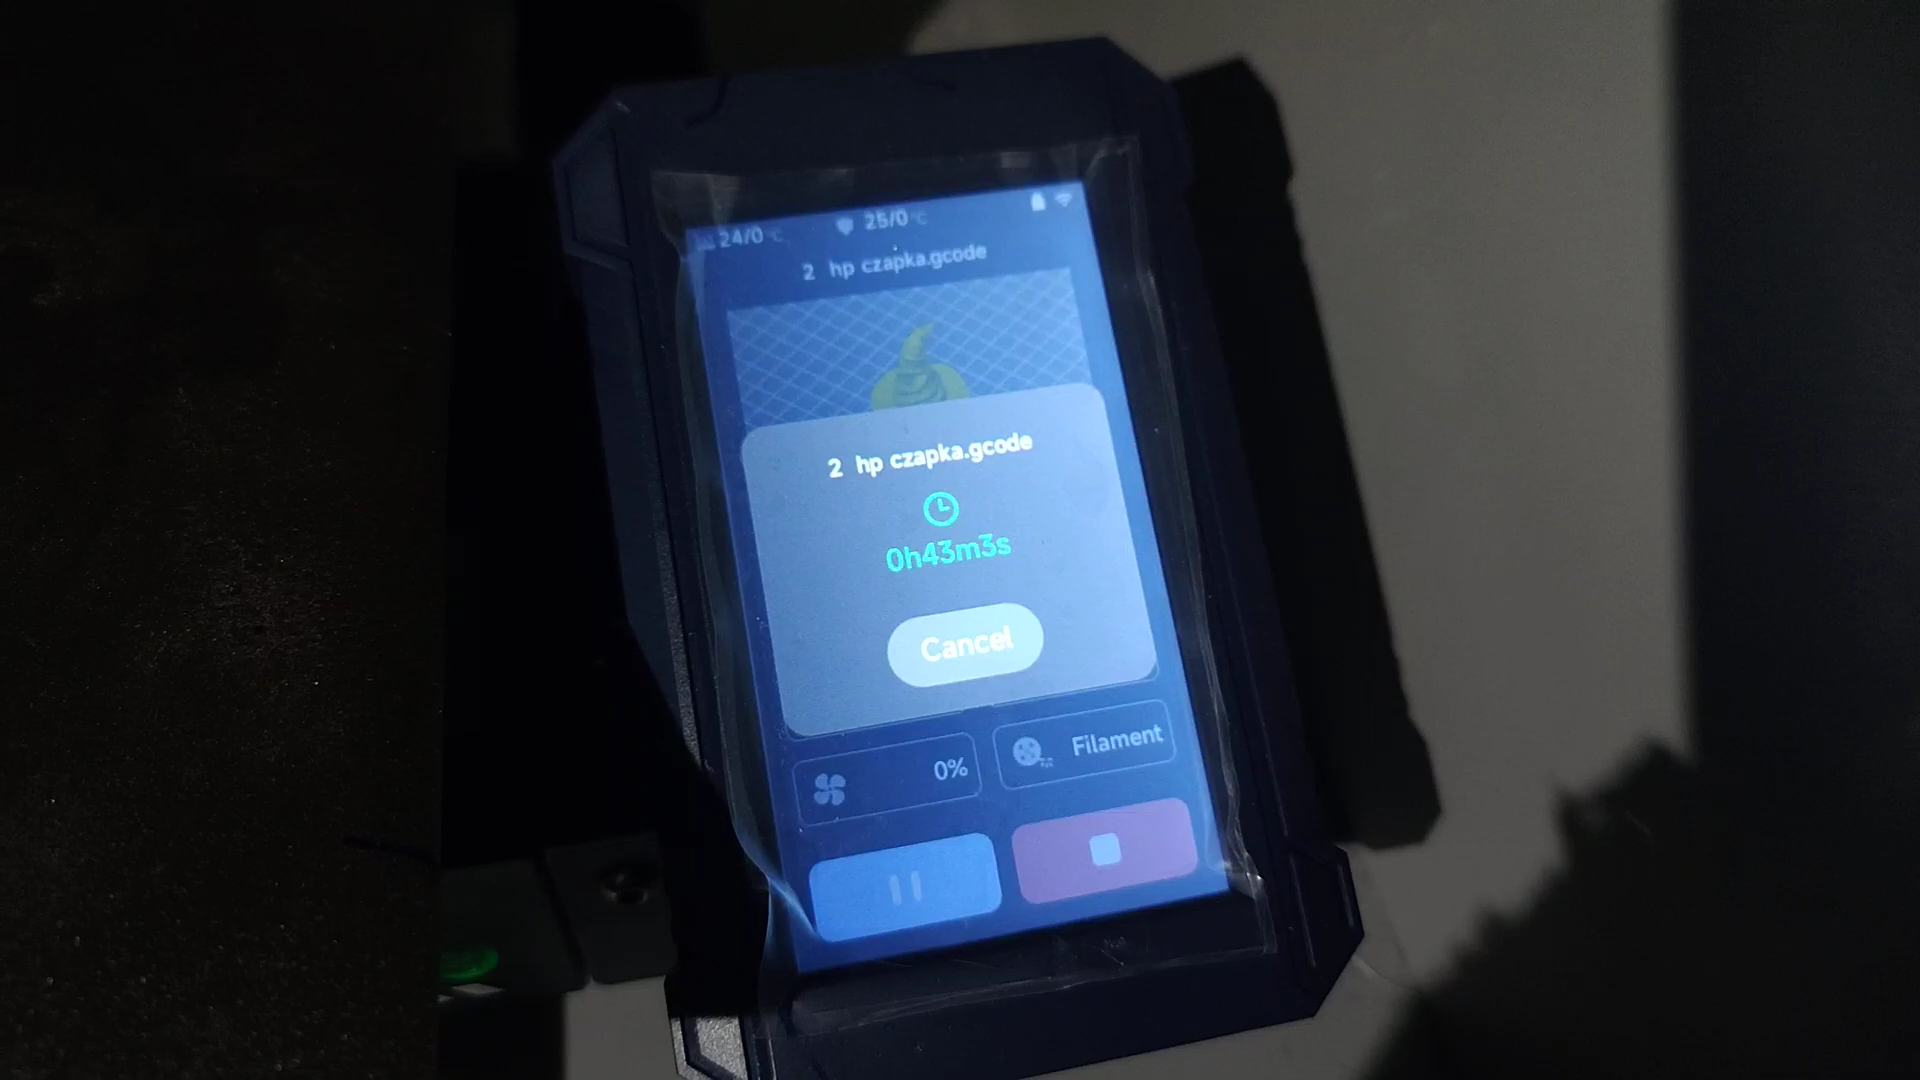 24/0 °C
25/0 °C
2 hp czapka.gcode
2 hp czapka.gcode
0h43m3s
Cancel
0%
Filament